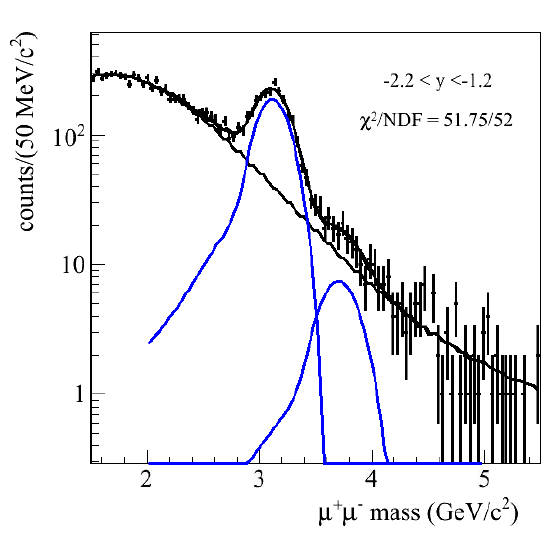 counts/(50 MeV/c²)
-2.2 < y <-1.2
χ²/NDF = 51.75/52
10²
10
1
2 3 4 5
μ⁺μ⁻ mass (GeV/c²)